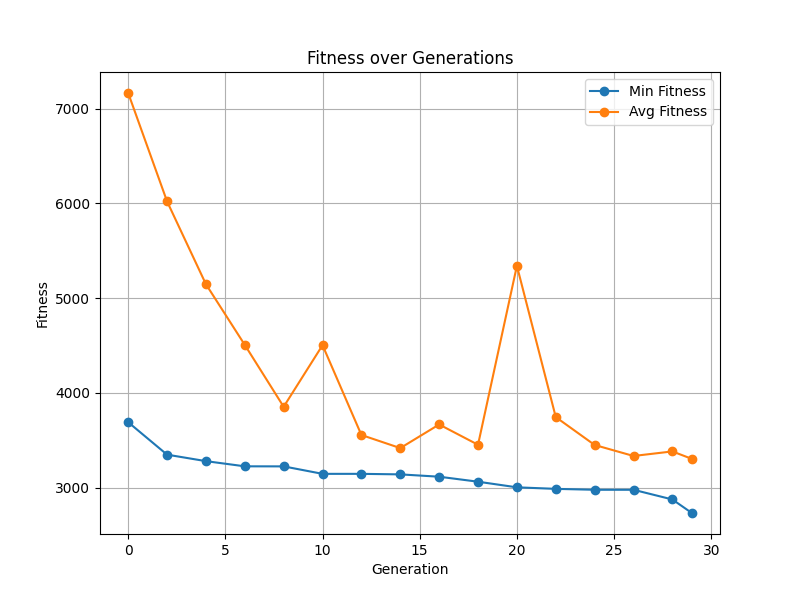 Fitness over Generations
Min Fitness
Avg Fitness
7000
6000
5000
4000
3000
Fitness
0 5 10 15 20 25 30
Generation